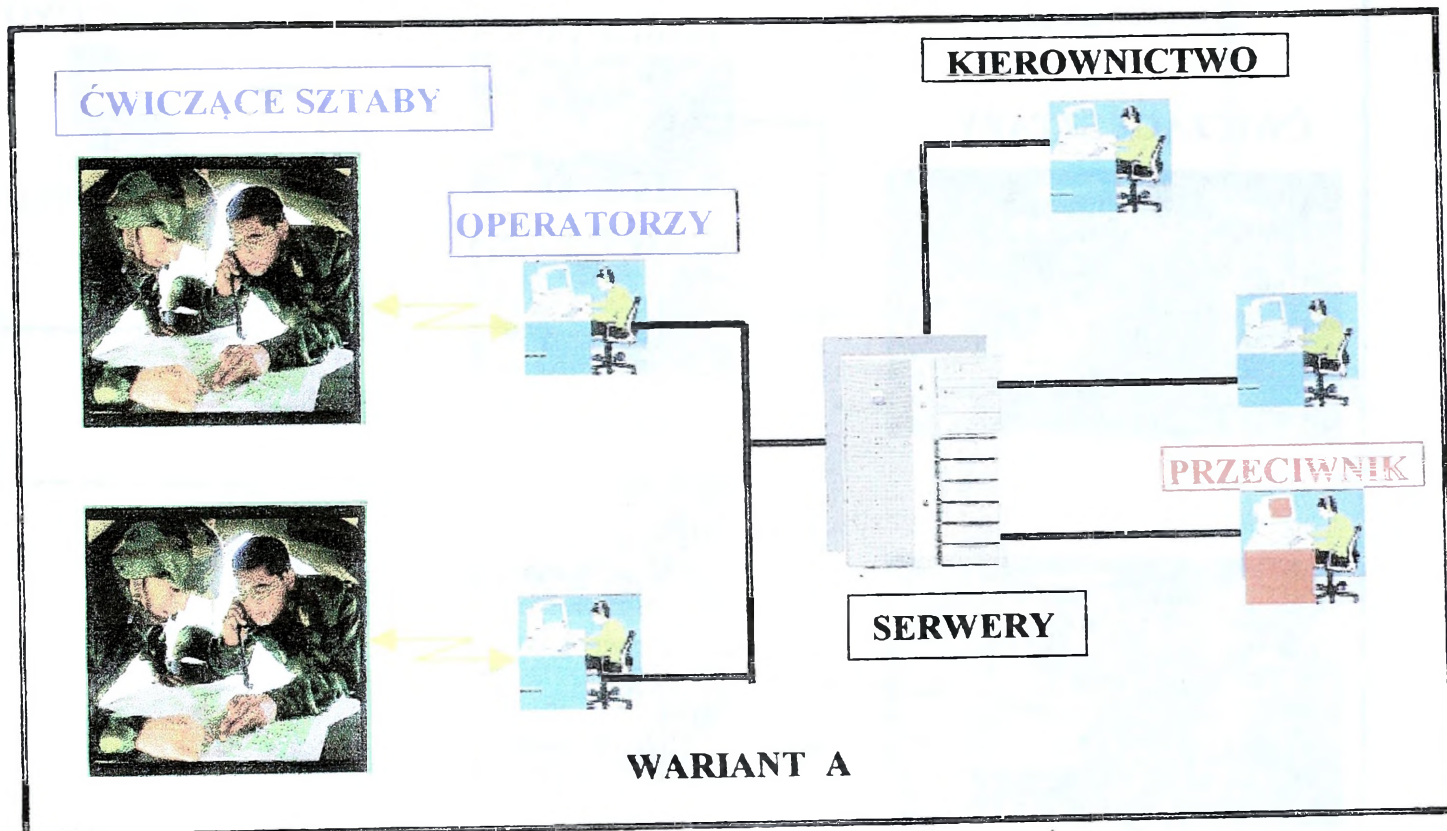 KIEROWNICTWO
ĆWICZĄCE SZTABY
OPERATORZY
PRZECIWNIK
SERWERY
WARIANT A